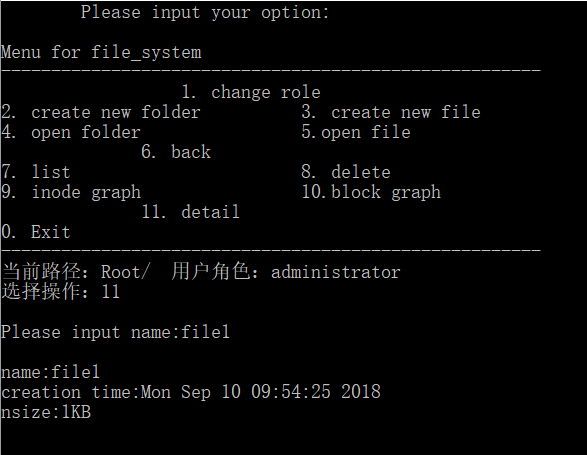 Please input your option:
Menu for file_system
------------------------------------------------------
1. change role
2. create new folder 3. create new file
4. open folder 5.open file
6. back
7. list 8. delete
9. inode graph 10.block graph
11. detail
0. Exit
------------------------------------------------------
当前路径：Root/ 用户角色：administrator
选择操作：11
Please input name:file1
name:file1
creation time:Mon Sep 10 09:54:25 2018
nsize:1KB